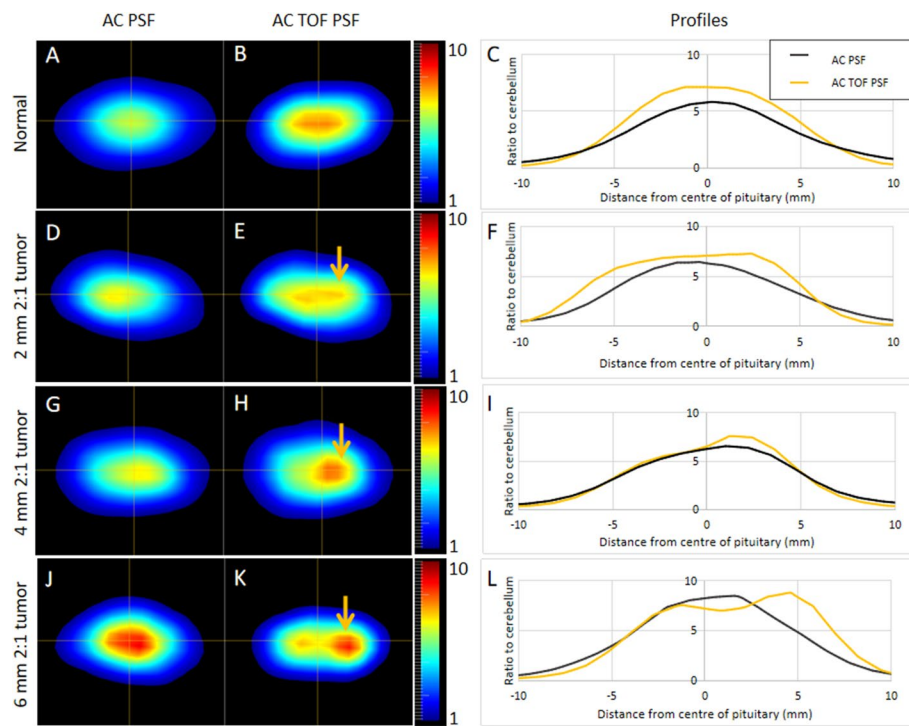 AC PSF AC TOF PSF Profiles
A B 10 C 10 AC PSF
AC TOF PSF
Normal Ratio to cerebellum 5
0
1 -10 -5 0 5 10
Distance from centre of pituitary (mm)
D E 10 F 10
2 mm 2:1 tumor Ratio to cerebellum 5
0
1 -10 -5 0 5 10
Distance from centre of pituitary (mm)
G H 10 I 10
4 mm 2:1 tumor Ratio to cerebellum 5
0
1 -10 -5 0 5 10
Distance from centre of pituitary (mm)
J K 10 L 10
6 mm 2:1 tumor Ratio to cerebellum 5
0
1 -10 -5 0 5 10
Distance from centre of pituitary (mm)